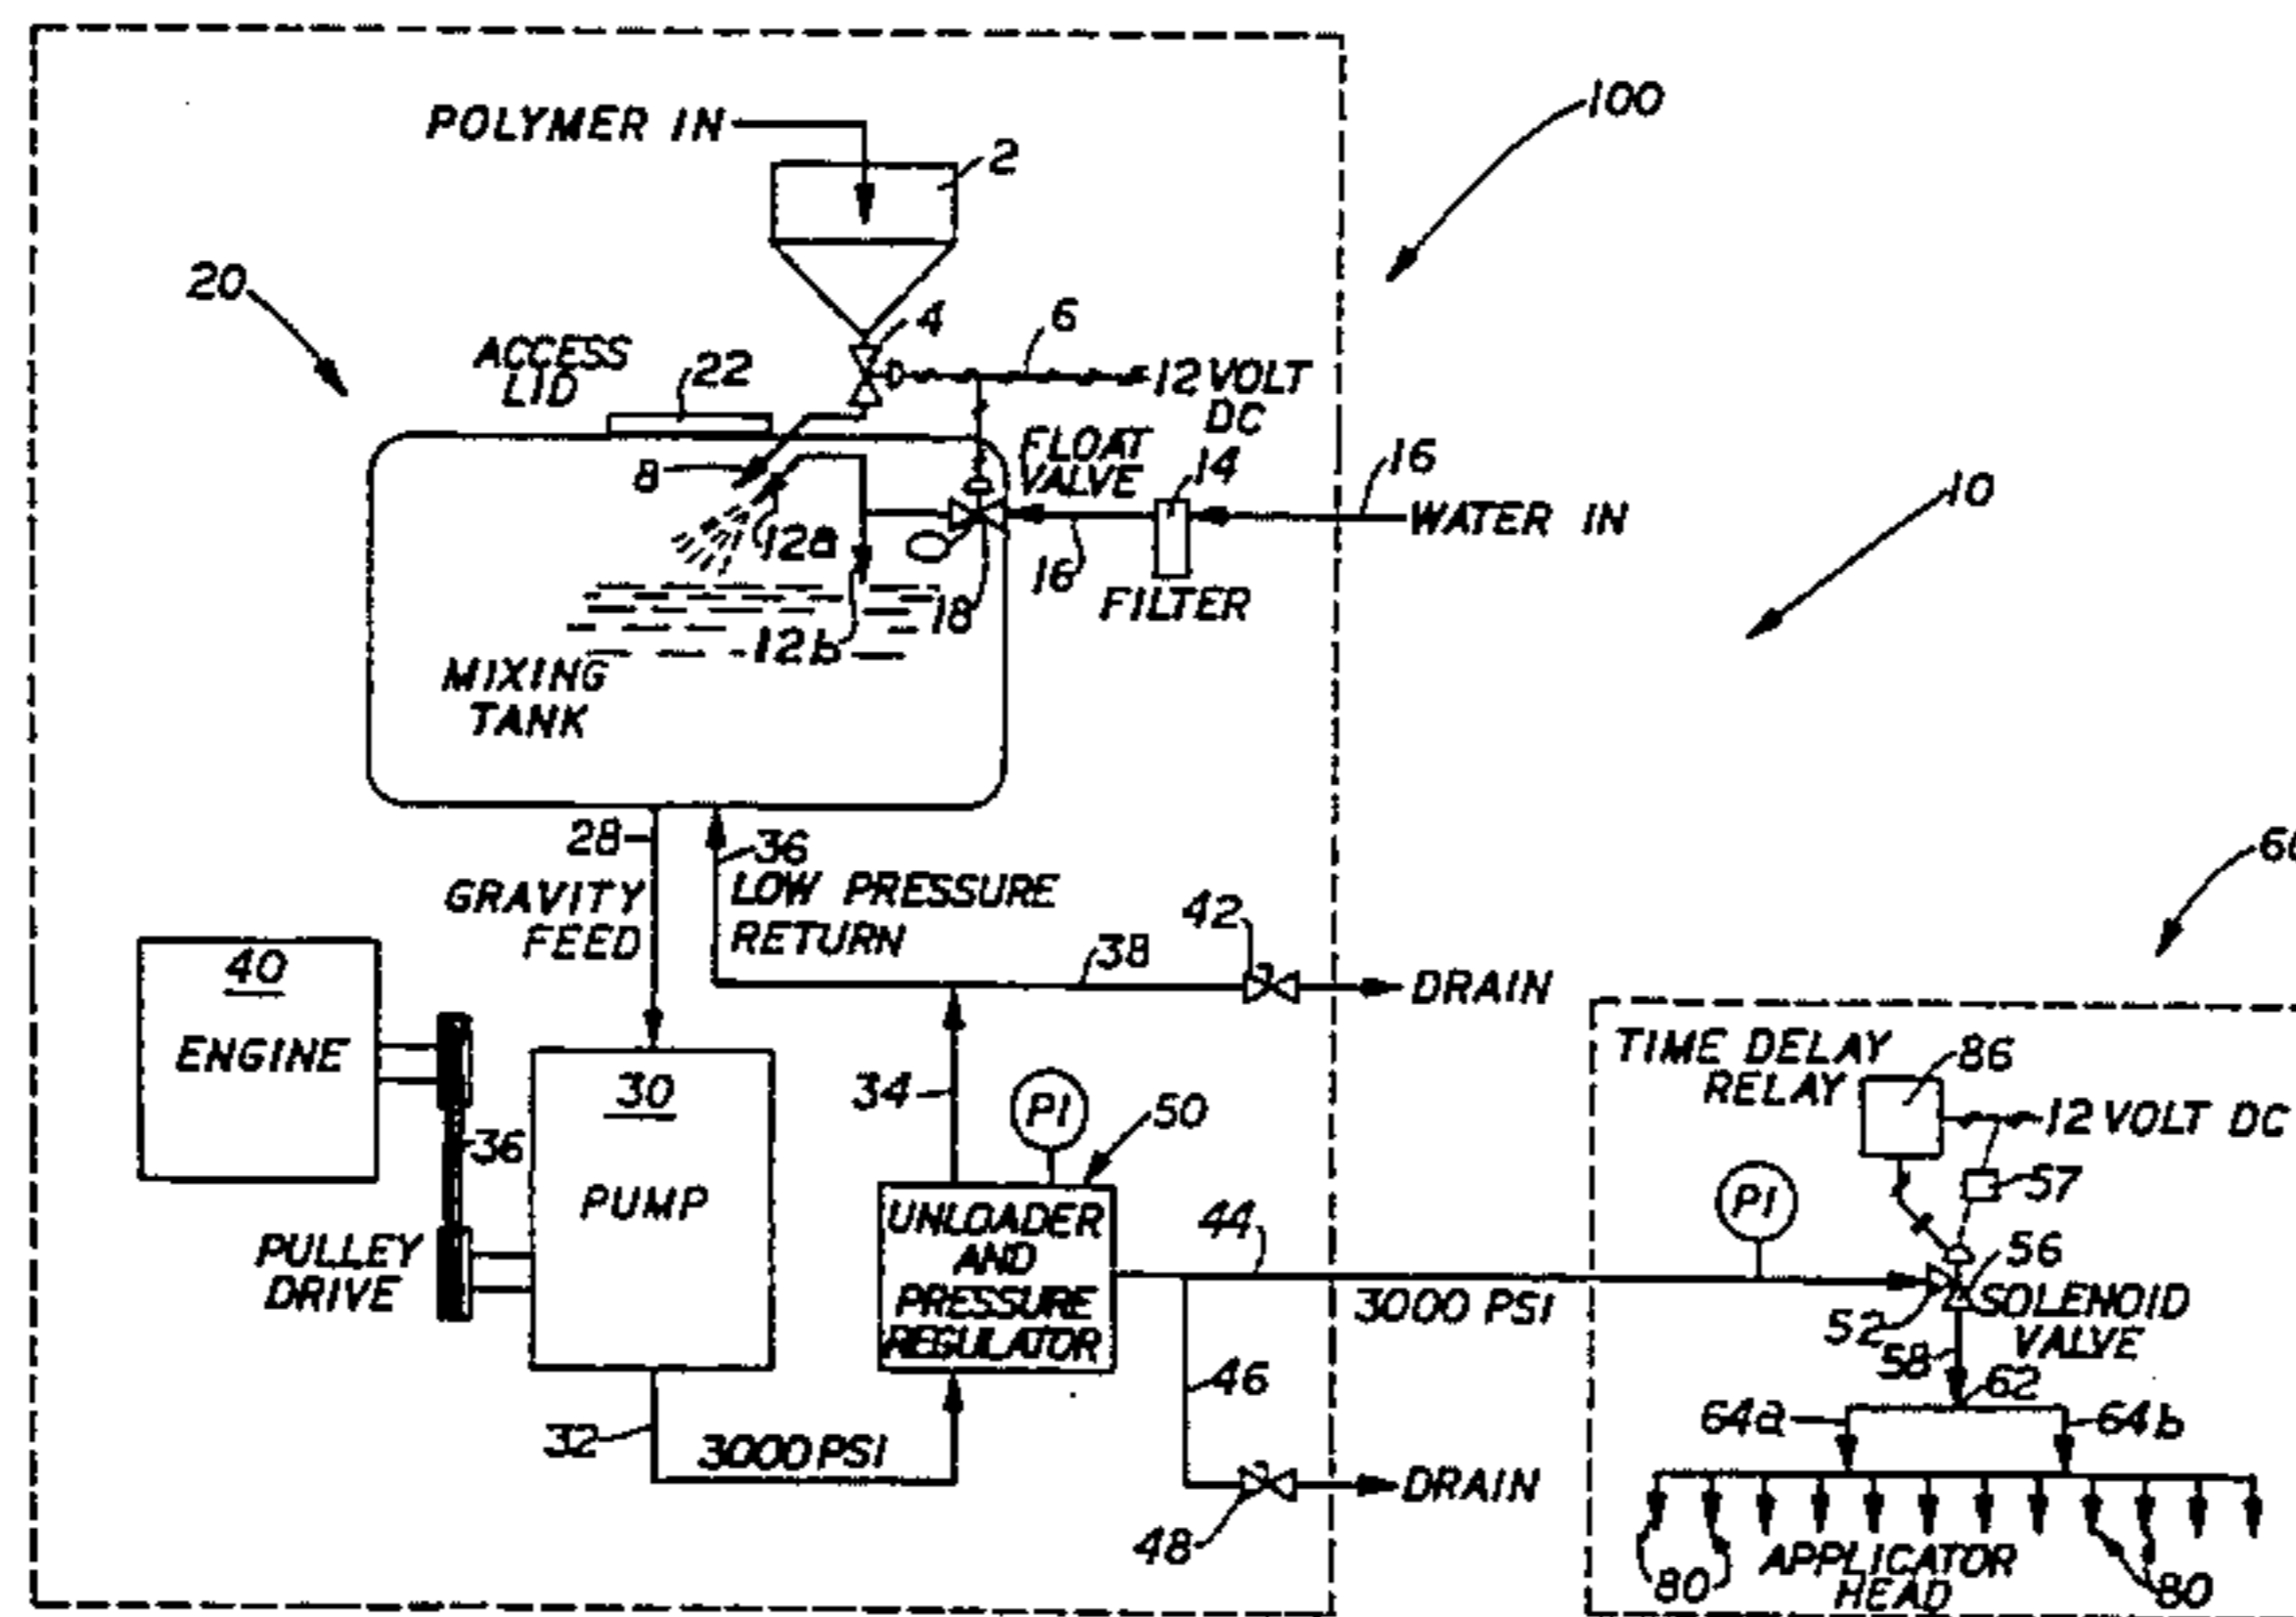 POLYMER IN
2
100
20
4
6
ACCESS
LID
22
12 VOLT
DC
8
FLOAT
VALVE
14
16
WATER IN
10
12a
16
FILTER
18
12b
MIXING
TANK
28
36
LOW PRESSURE
RETURN
GRAVITY
FEED
42
38
DRAIN
40
ENGINE
36
PULLEY
DRIVE
30
PUMP
34
PI
50
UNLOADER
AND
PRESSURE
REGULATOR
32
3000 PSI
44
3000 PSI
46
48
DRAIN
TIME DELAY
RELAY
86
12 VOLT DC
57
PI
56
52
SOLENOID
VALVE
58
62
64a
64b
80
APPLICATOR
HEAD
80